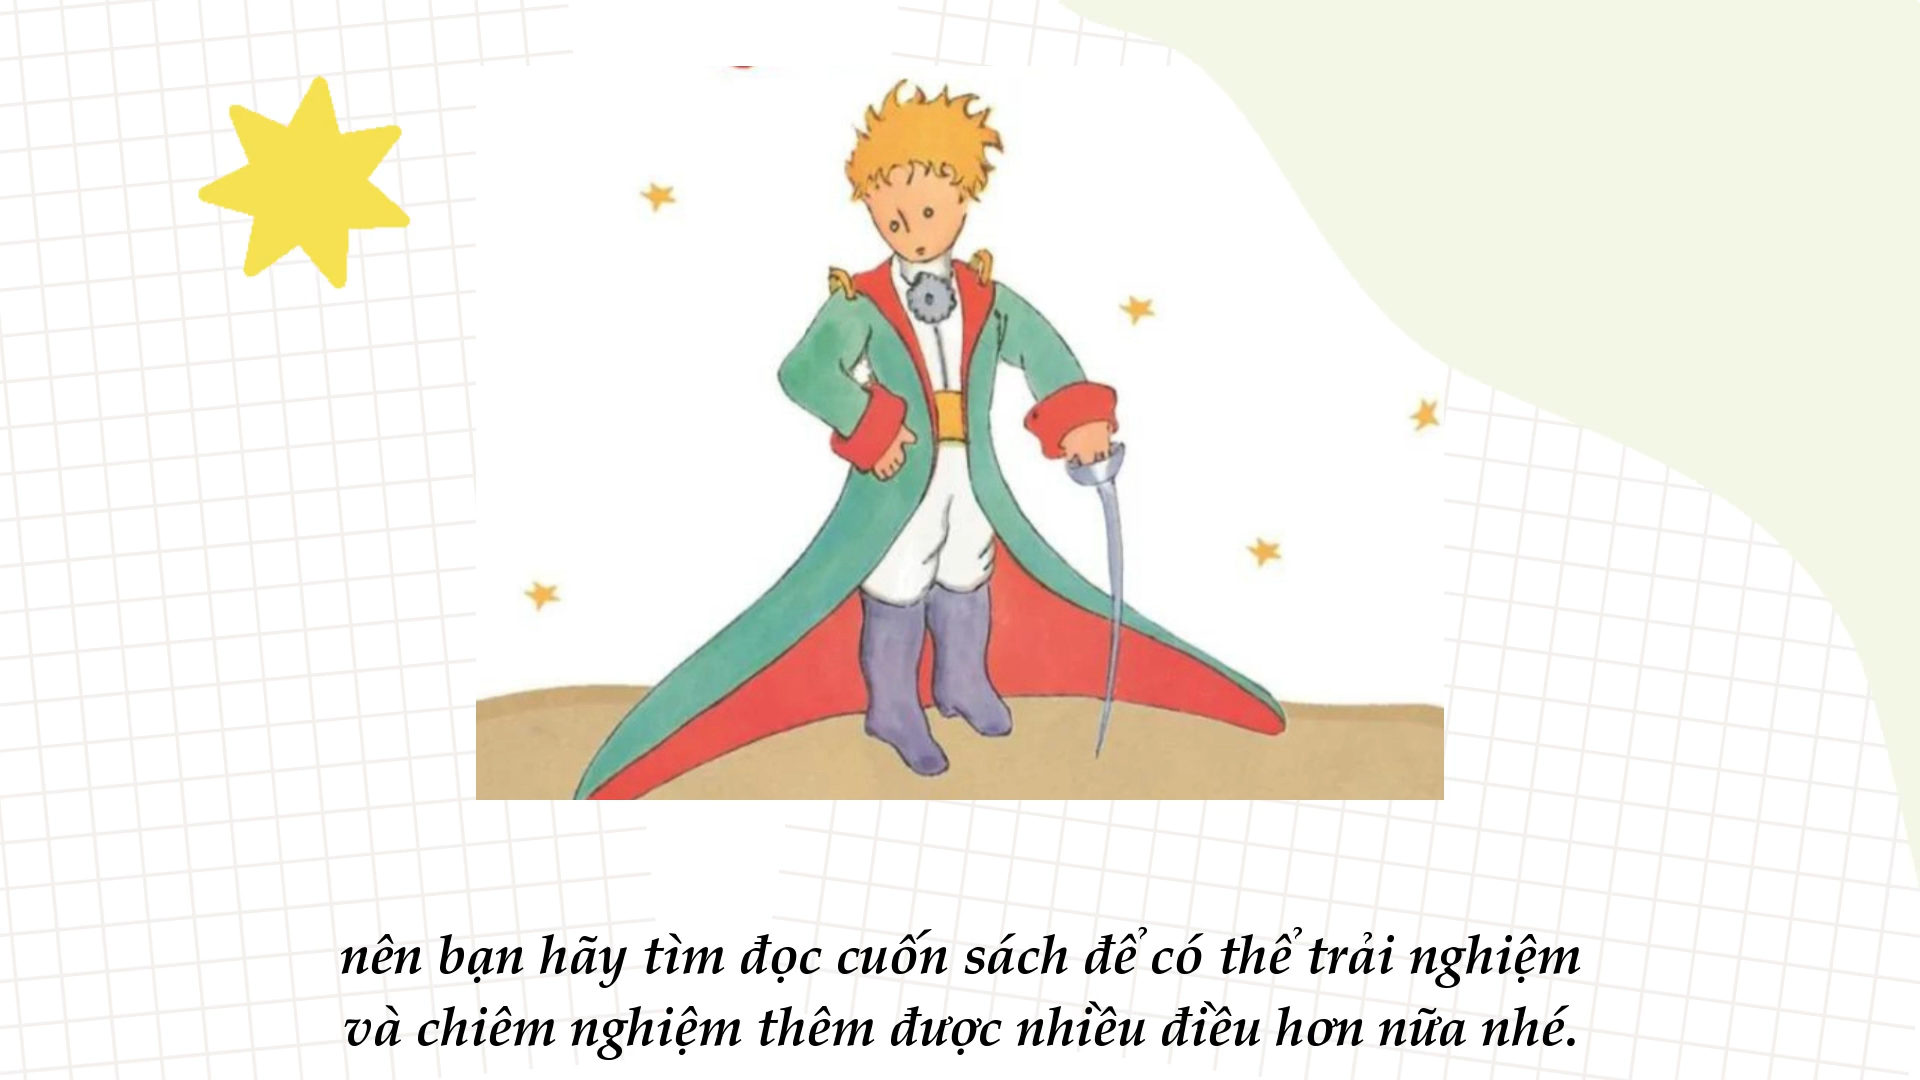 nên bạn hãy tìm đọc cuốn sách để có thể trải nghiệm
và chiêm nghiệm thêm được nhiều điều hơn nữa nhé.